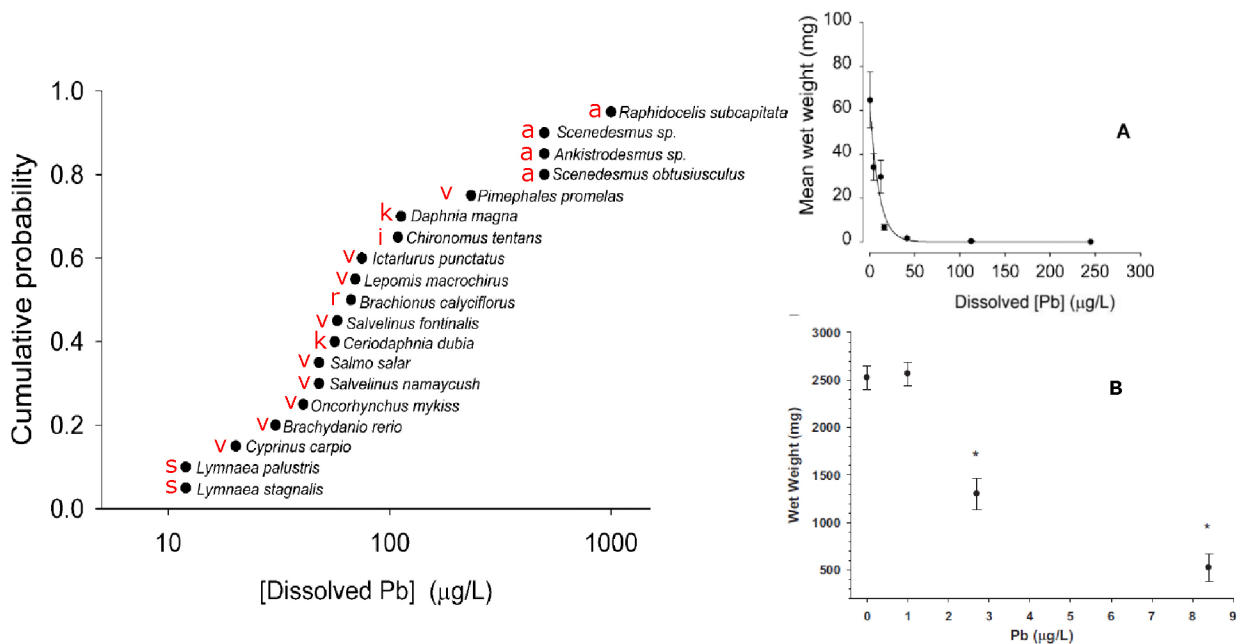 Cumulative probability
1.0
0.8
0.6
0.4
0.2
0.0
a Raphidocelis subcapitata
a Scenedesmus sp.
a Ankistrodesmus sp.
a Scenedesmus obtusiusculus
v Pimephales promelas
k Daphnia magna
i Chironomus tentans
v Ictarlurus punctatus
v Lepomis macrochirus
r Brachionus calyciflorus
v Salvelinus fontinalis
k Ceriodaphnia dubia
v Salmo salar
v Salvelinus namaycush
v Oncorhynchus mykiss
v Brachydanio rerio
v Cyprinus carpio
s Lymnaea palustris
s Lymnaea stagnalis
10 100 1000
[Dissolved Pb] (μg/L)
Mean wet weight (mg)
100
80
60
40
20
0
A
0 50 100 150 200 250 300
Dissolved [Pb] (μg/L)
Wet Weight (mg)
3000
2500
2000
1500
1000
500
B
*
*
0 1 2 3 4 5 6 7 8 9
Pb (μg/L)